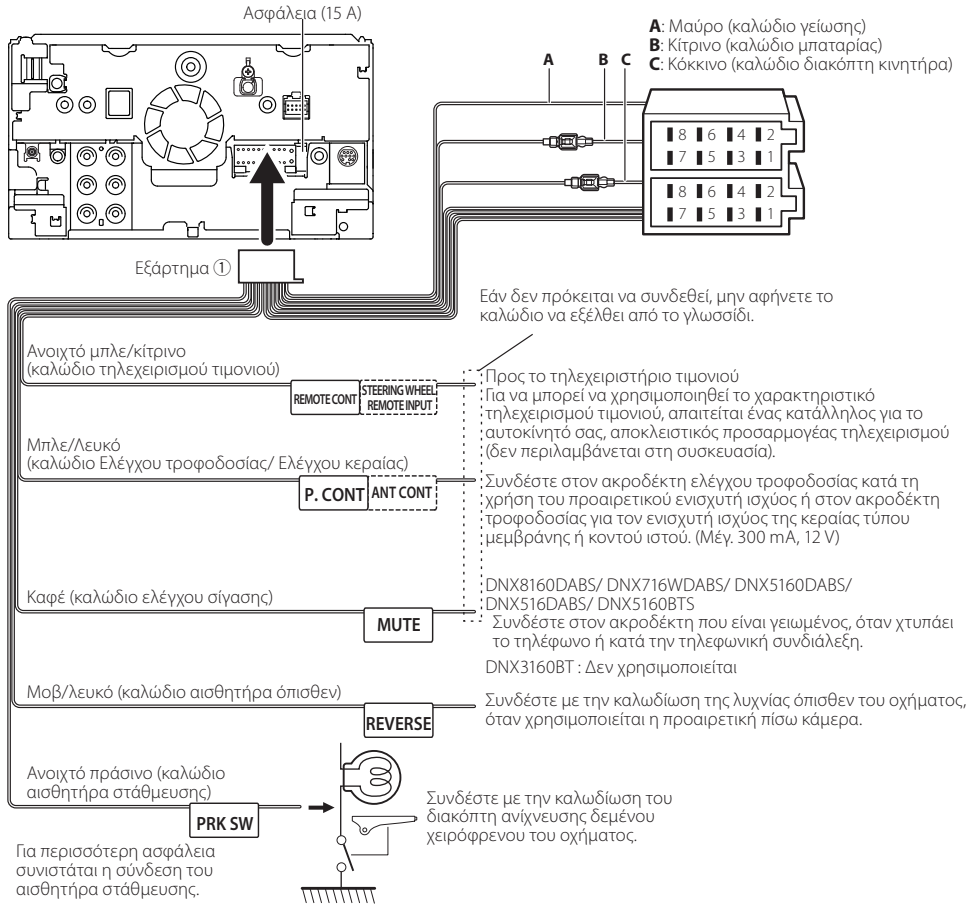 Ασφάλεια (15 A)
A: Μαύρο (καλώδιο γείωσης)
B: Κίτρινο (καλώδιο μπαταρίας)
C: Κόκκινο (καλώδιο διακόπτη κινητήρα)
A B C
8 6 4 2
7 5 3 1
8 6 4 2
7 5 3 1
Εξάρτημα ①
Εάν δεν πρόκειται να συνδεθεί, μην αφήνετε το
καλώδιο να εξέλθει από το γλωσσίδι.
Ανοιχτό μπλε/κίτρινο
(καλώδιο τηλεχειρισμού τιμονιού)
REMOTE CONT
STEERING WHEEL
REMOTE INPUT
Προς το τηλεχειριστήριο τιμονιού
Για να μπορεί να χρησιμοποιηθεί το χαρακτηριστικό
τηλεχειρισμού τιμονιού, απαιτείται ένας κατάλληλος για το
αυτοκίνητό σας, αποκλειστικός προσαρμογέας τηλεχειρισμού
(δεν περιλαμβάνεται στη συσκευασία).
Μπλε/Λευκό
(καλώδιο Ελέγχου τροφοδοσίας/ Ελέγχου κεραίας)
P. CONT
ANT CONT
Συνδέστε στον ακροδέκτη ελέγχου τροφοδοσίας κατά τη
χρήση του προαιρετικού ενισχυτή ισχύος ή στον ακροδέκτη
τροφοδοσίας για τον ενισχυτή ισχύος της κεραίας τύπου
μεμβράνης ή κοντού ιστού. (Μέγ. 300 mA, 12 V)
Καφέ (καλώδιο ελέγχου σίγασης)
MUTE
DNX8160DABS/ DNX716WDABS/ DNX5160DABS/
DNX516DABS/ DNX5160BTS
Συνδέστε στον ακροδέκτη που είναι γειωμένος, όταν χτυπάει
το τηλέφωνο ή κατά την τηλεφωνική συνδιάλεξη.
DNX3160BT : Δεν χρησιμοποιείται
Μοβ/λευκό (καλώδιο αισθητήρα όπισθεν)
REVERSE
Συνδέστε με την καλωδίωση της λυχνίας όπισθεν του οχήματος,
όταν χρησιμοποιείται η προαιρετική πίσω κάμερα.
Ανοιχτό πράσινο (καλώδιο
αισθητήρα στάθμευσης)
PRK SW
Συνδέστε με την καλωδίωση του
διακόπτη ανίχνευσης δεμένου
χειρόφρενου του οχήματος.
Για περισσότερη ασφάλεια
συνιστάται η σύνδεση του
αισθητήρα στάθμευσης.